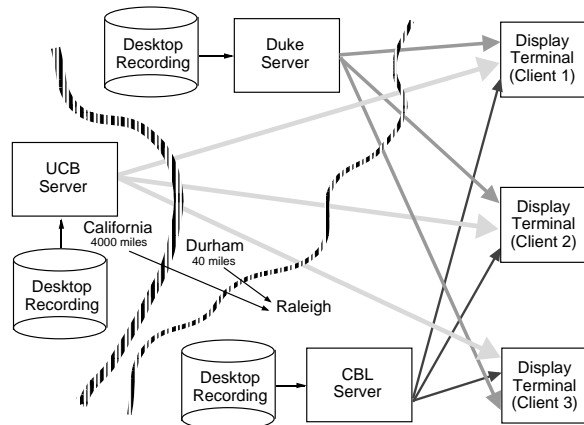 Desktop
Recording
Duke
Server
Display
Terminal
(Client 1)
UCB
Server
California
4000 miles
Durham
40 miles
Raleigh
Display
Terminal
(Client 2)
Desktop
Recording
Desktop
Recording
CBL
Server
Display
Terminal
(Client 3)